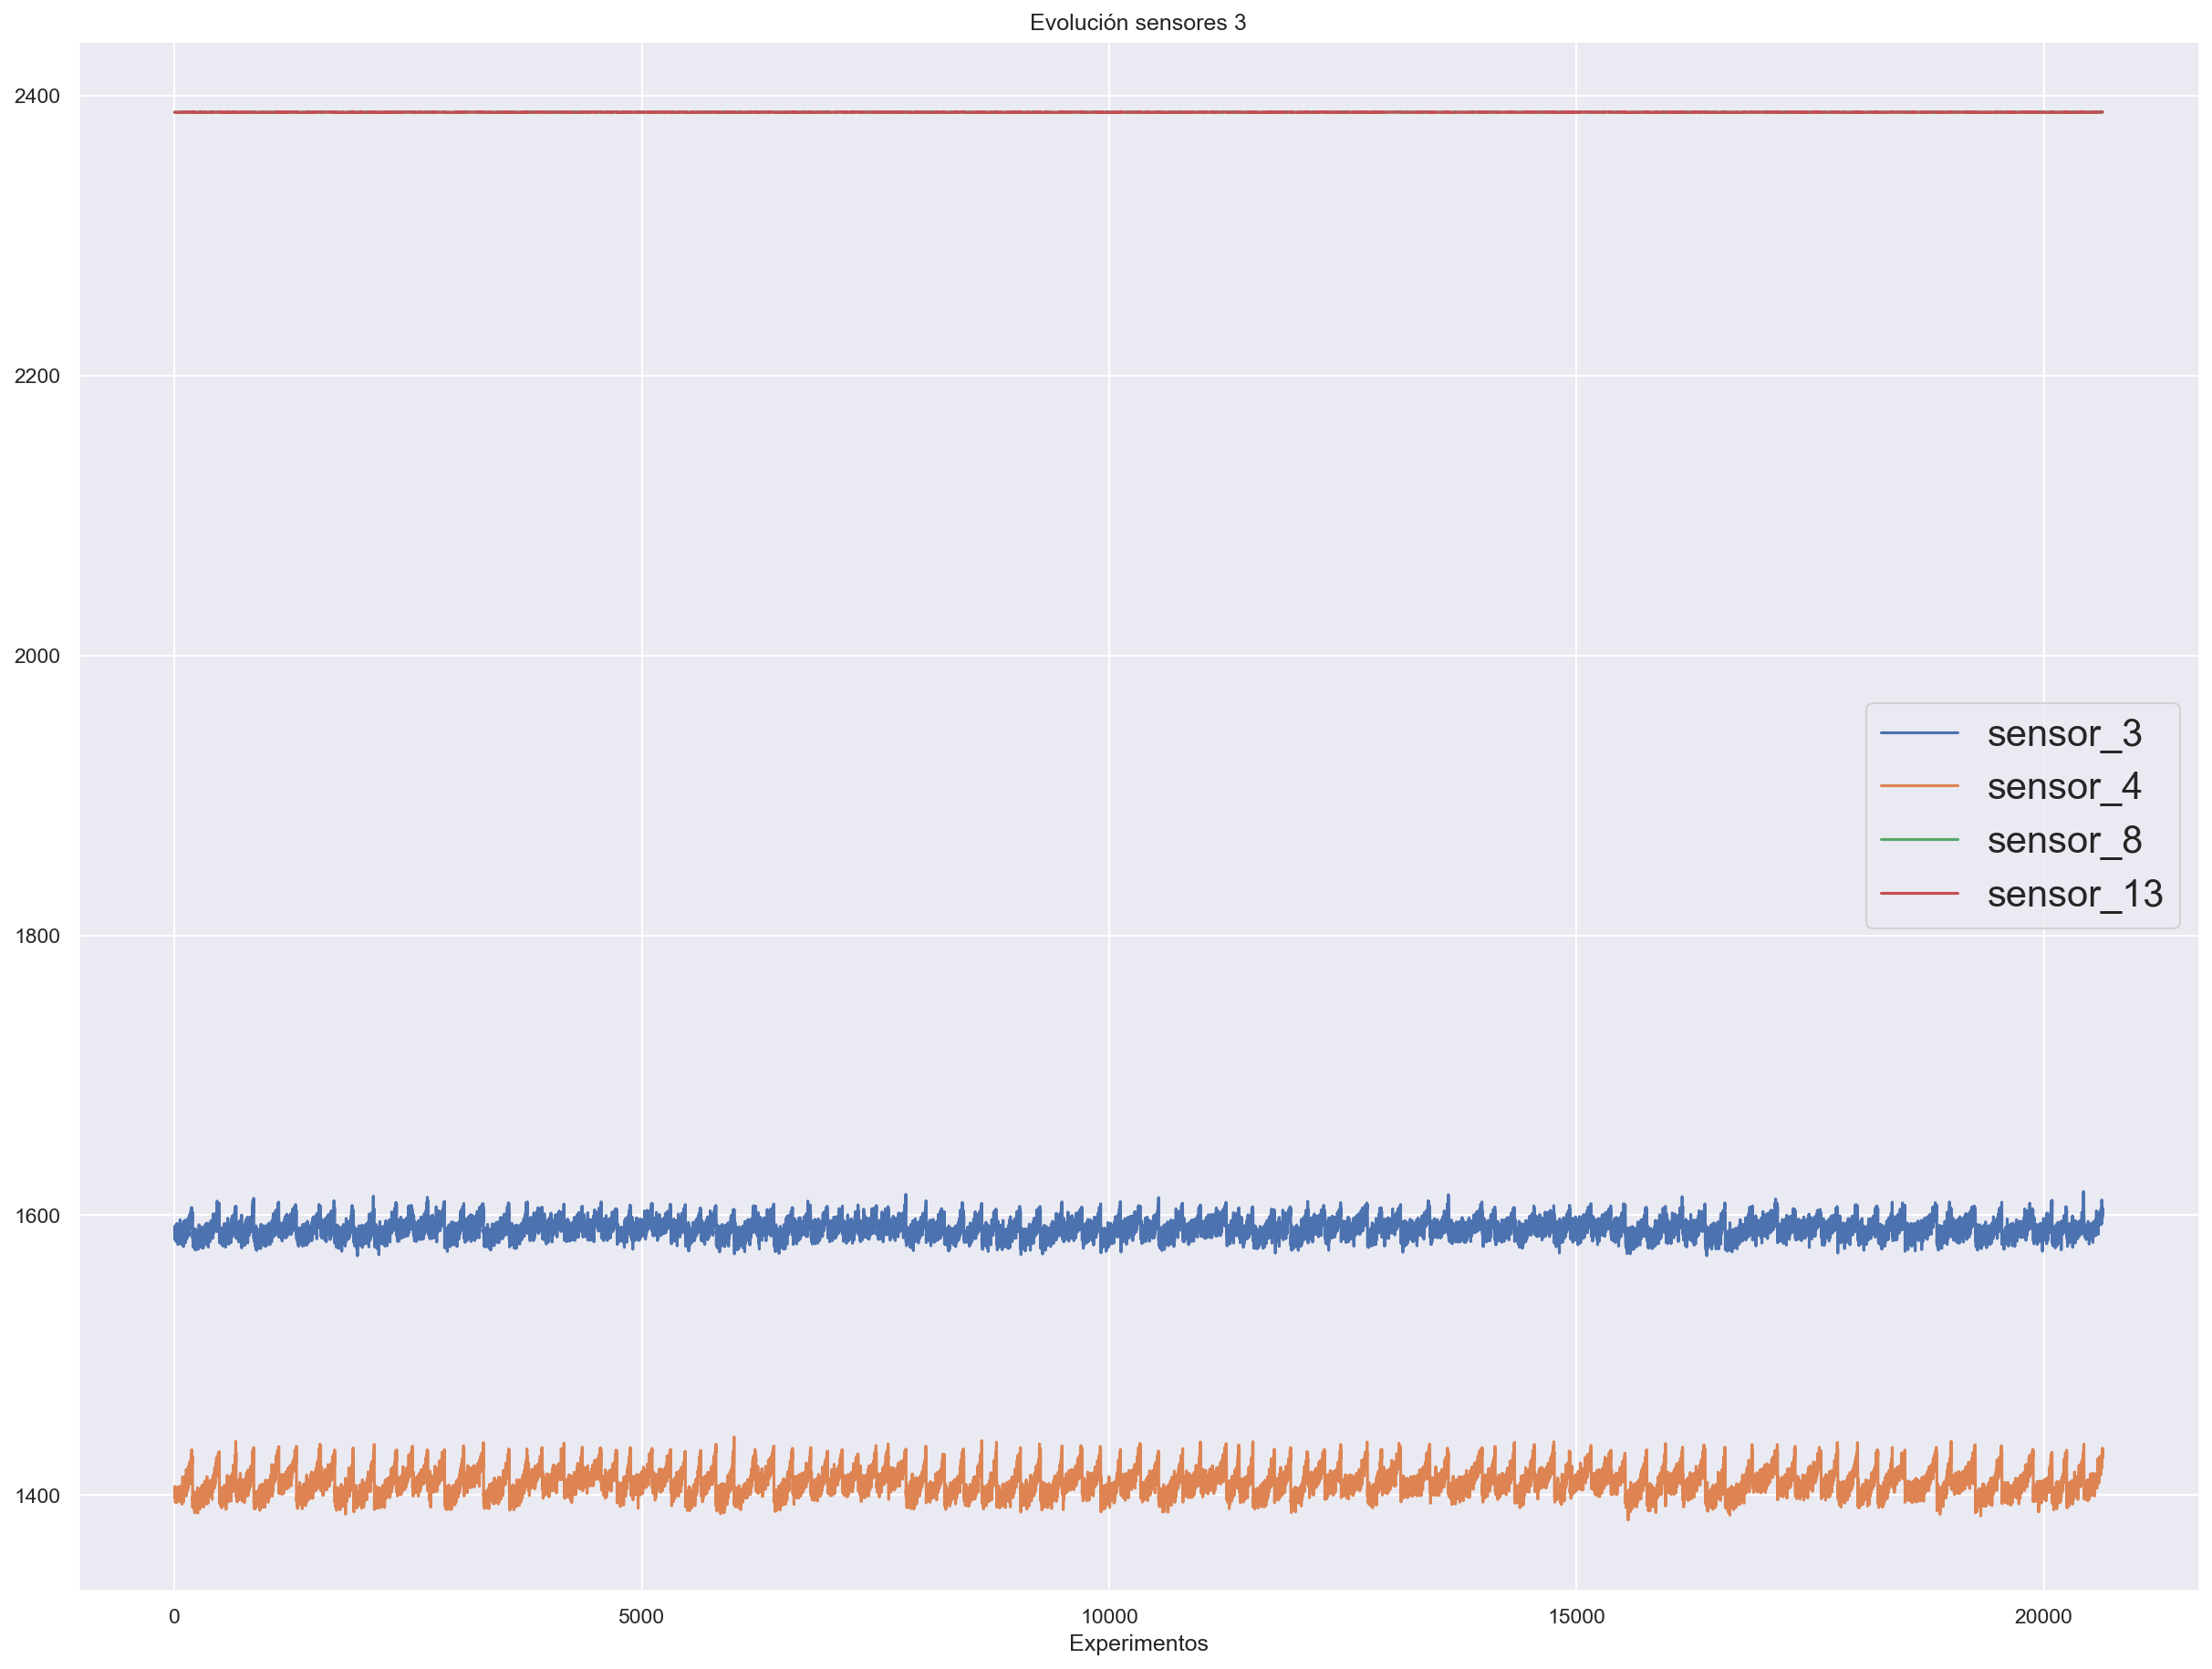 Evolución sensores 3
2400
2200
2000
1800
1600
1400
sensor_3
sensor_4
sensor_8
sensor_13
0 5000 10000 15000 20000
Experimentos